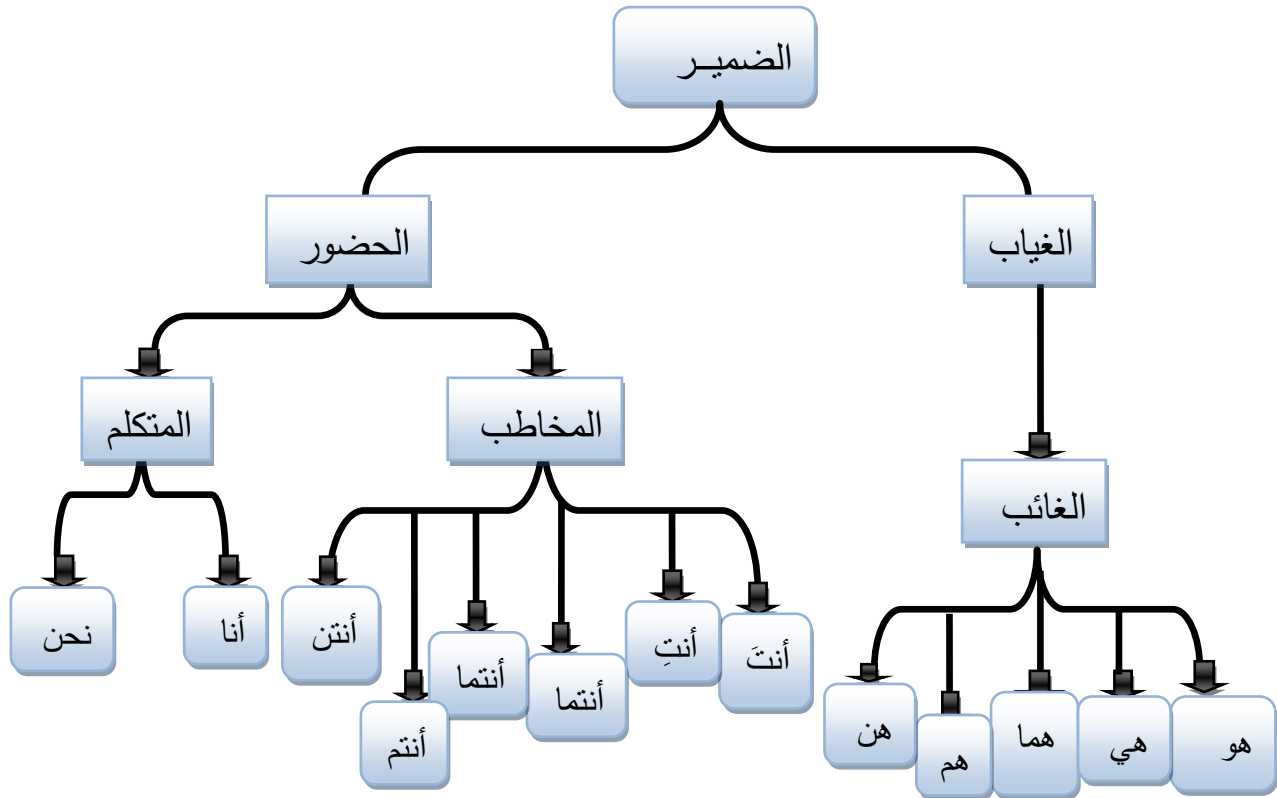 الضميـر
الغياب
الحضور
الغائب
المخاطب
المتكلم
هو
هي
هما
هم
هن
أنتَ
أنتِ
أنتما
أنتما
أنتم
أنتن
أنا
نحن